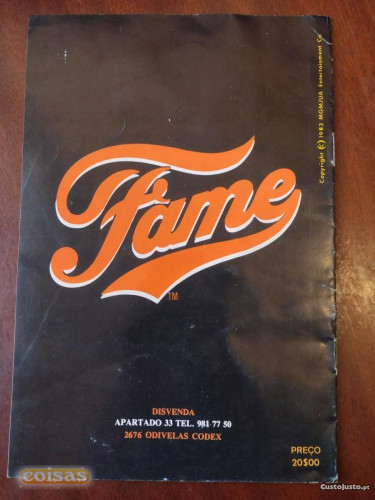 Copyright (c) 1983 MGM/UA Entertainment Co.
Fame
TM
DISVENDA
APARTADO 33 TEL. 981 77 50
2676 ODIVELAS CODEX
PREÇO
20$00
coisas
CustoJusto.pt